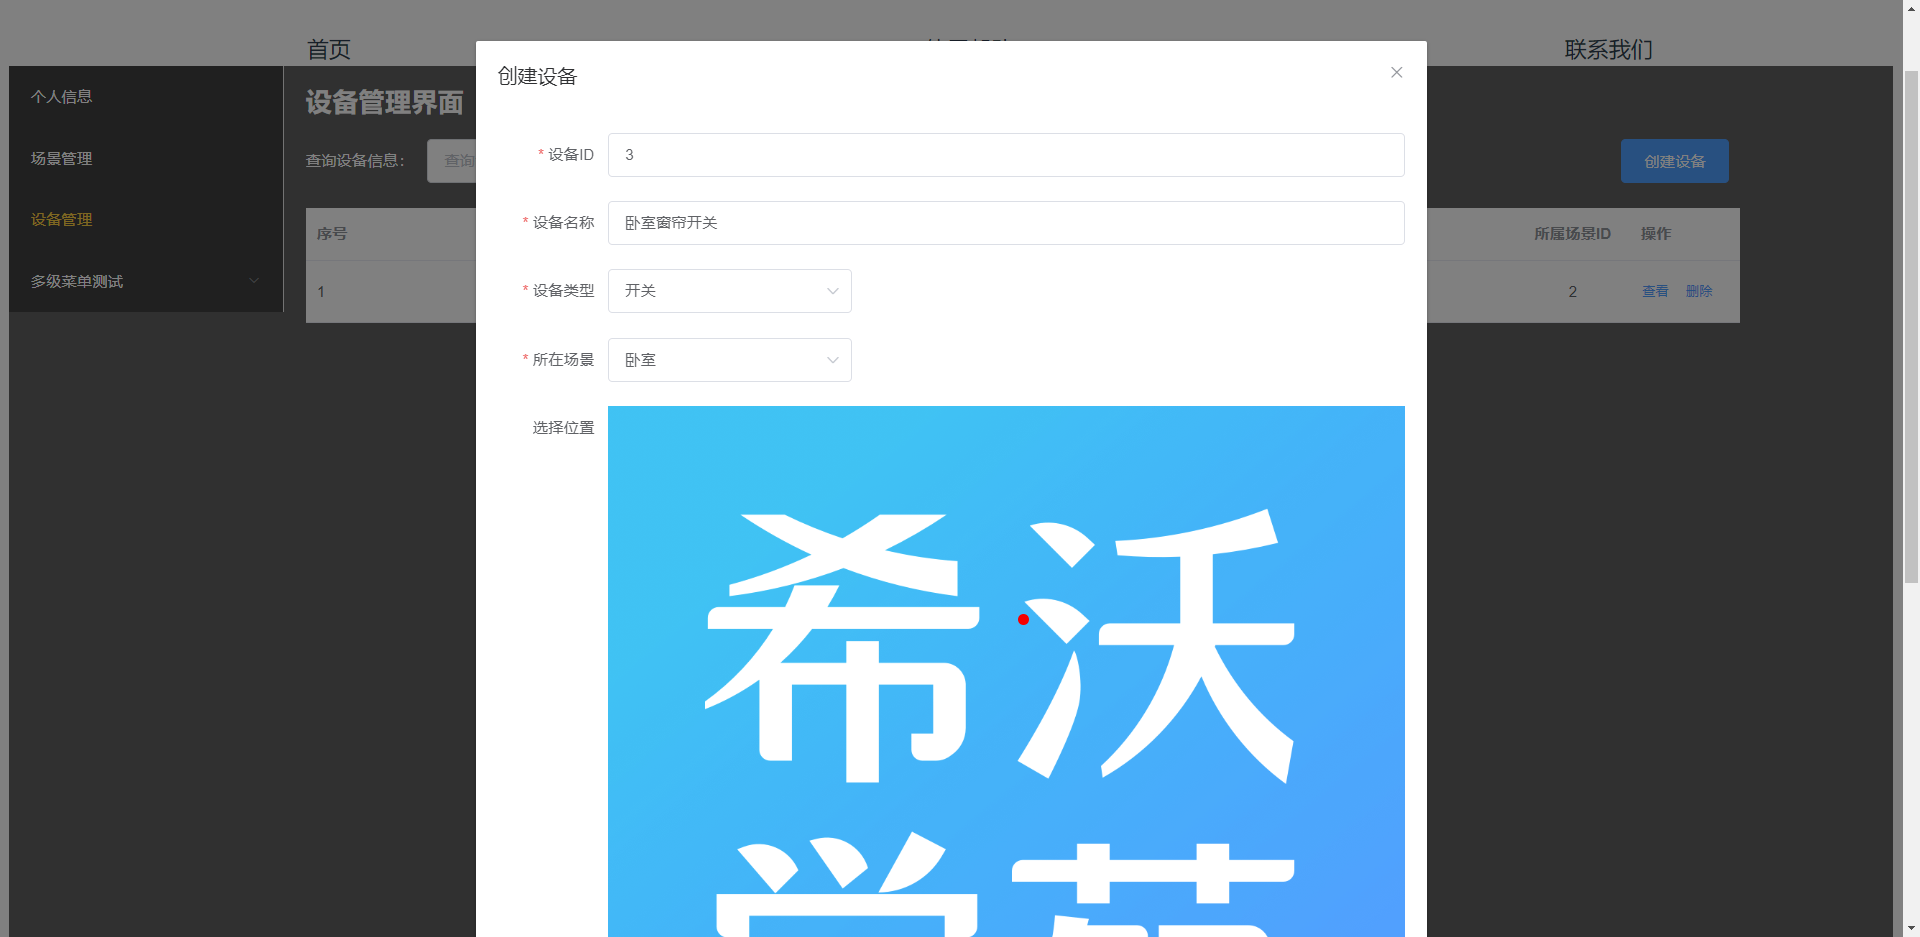 首页
联系我们
个人信息
场景管理
设备管理
多级菜单测试
设备管理界面
查询设备信息：
查询
创建设备
序号
所属场景ID
操作
1
2
查看
删除
创建设备
* 设备ID
3
* 设备名称
卧室窗帘开关
* 设备类型
开关
* 所在场景
卧室
选择位置
希沃